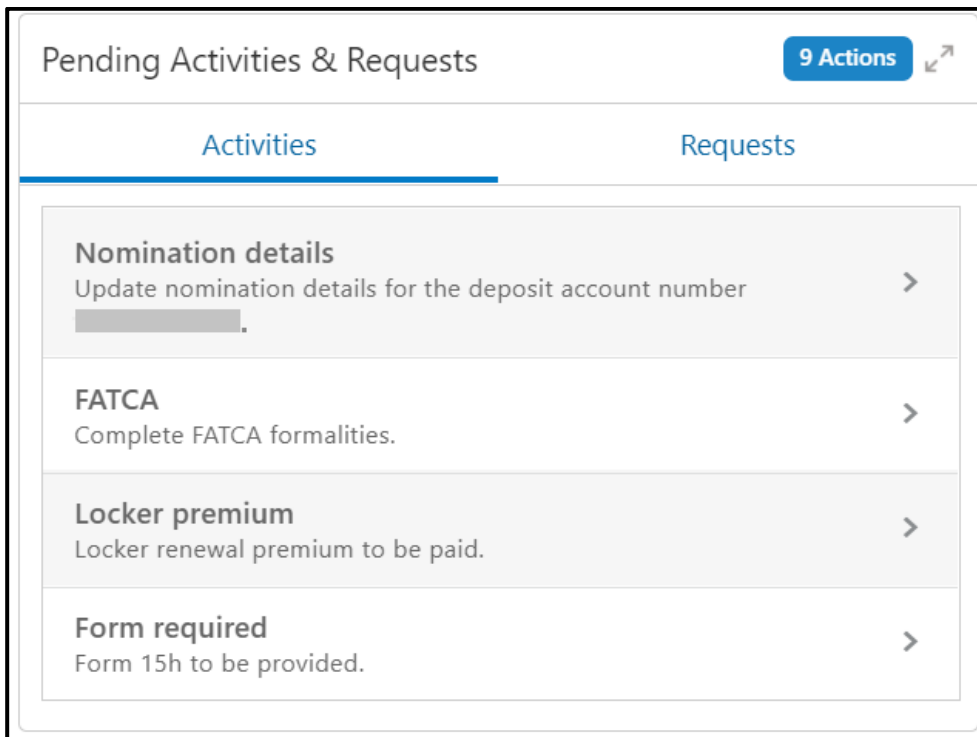 Pending Activities & Requests
9 Actions
Activities
Requests
Nomination details
Update nomination details for the deposit account number
.
FATCA
Complete FATCA formalities.
Locker premium
Locker renewal premium to be paid.
Form required
Form 15h to be provided.